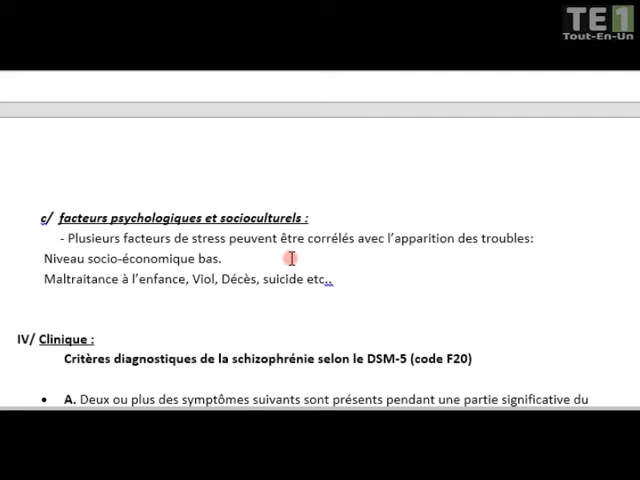 TE1
Tout-En-Un
c/ facteurs psychologiques et socioculturels :
- Plusieurs facteurs de stress peuvent être corrélés avec l’apparition des troubles:
Niveau socio-économique bas.
Maltraitance à l’enfance, Viol, Décès, suicide etc..
IV/ Clinique :
Critères diagnostiques de la schizophrénie selon le DSM-5 (code F20)
• A. Deux ou plus des symptômes suivants sont présents pendant une partie significative du